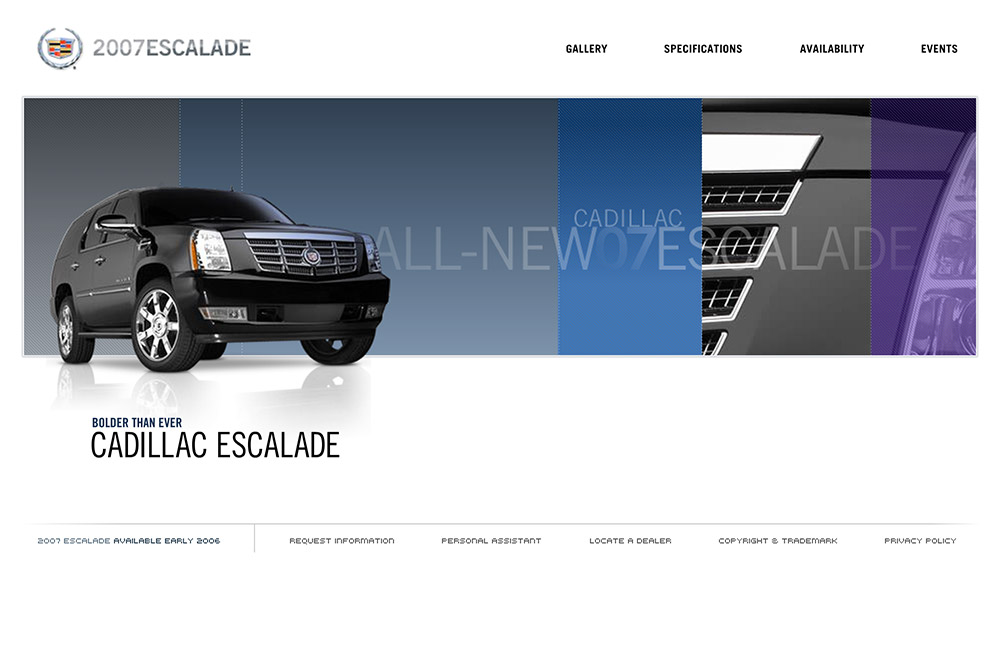 2007ESCALADE
GALLERY
SPECIFICATIONS
AVAILABILITY
EVENTS
CADILLAC
ALL-NEW07ESCALADE
BOLDER THAN EVER
CADILLAC ESCALADE
2007 ESCALADE AVAILABLE EARLY 2006
REQUEST INFORMATION
PERSONAL ASSISTANT
LOCATE A DEALER
COPYRIGHT & TRADEMARK
PRIVACY POLICY